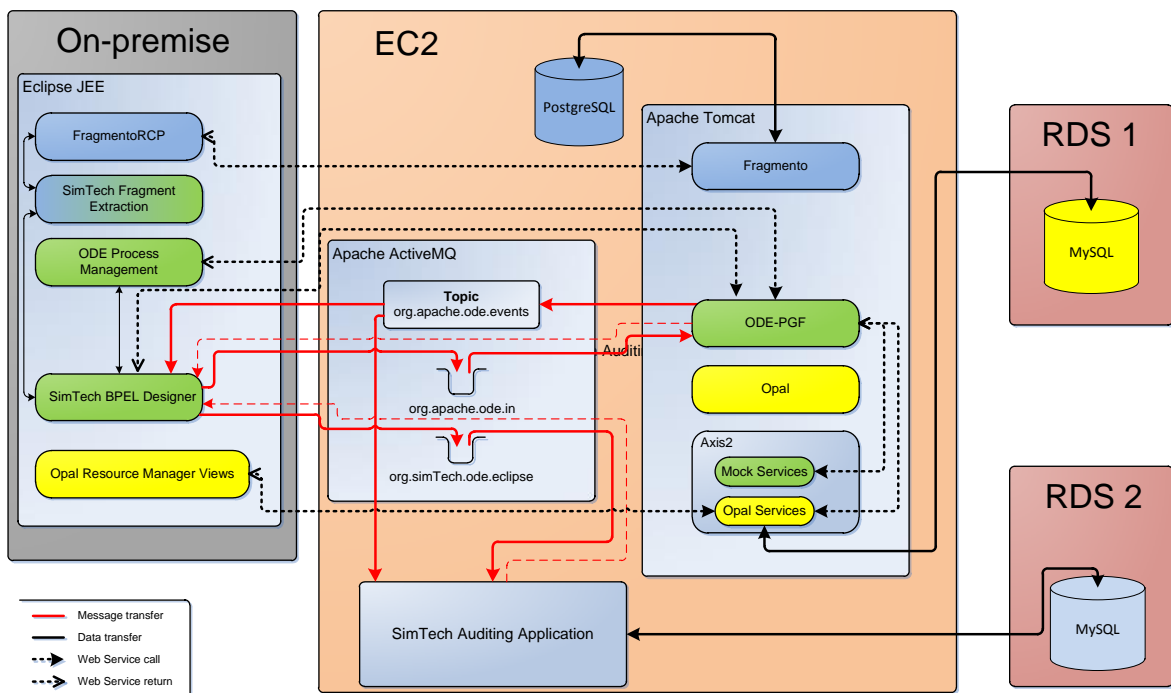 On-premise
Eclipse JEE
FragmentoRCP
SimTech Fragment
Extraction
ODE Process
Management
SimTech BPEL Designer
Opal Resource Manager Views
EC2
PostgreSQL
Apache Tomcat
Fragmento
Apache ActiveMQ
Topic
org.apache.ode.events
ODE-PGF
Auditi
org.apache.ode.in
org.simTech.ode.eclipse
Opal
Axis2
Mock Services
Opal Services
SimTech Auditing Application
RDS 1
MySQL
RDS 2
MySQL
Message transfer
Data transfer
Web Service call
Web Service return